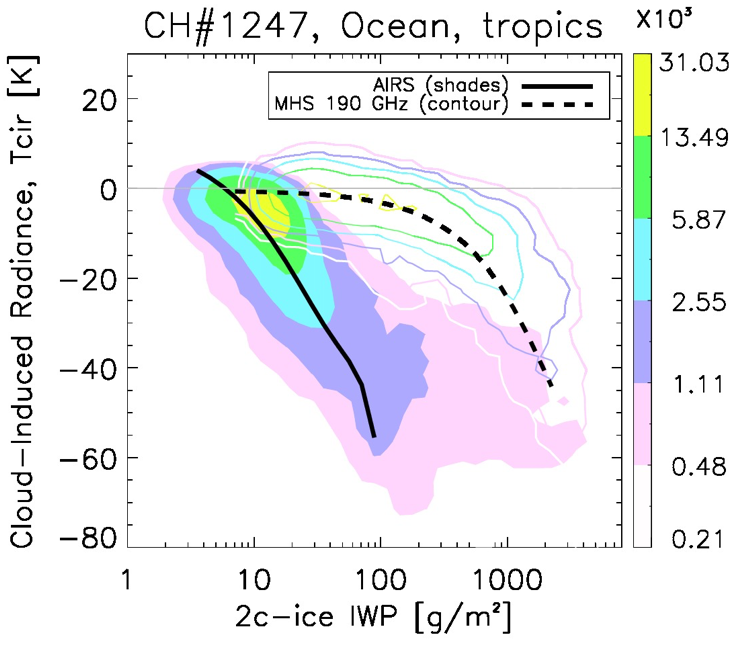 CH#1247, Ocean, tropics
X10³
AIRS (shades)
MHS 190 GHz (contour)
Cloud-Induced Radiance, Tcir [K]
20
0
-20
-40
-60
-80
1 10 100 1000
2c-ice IWP [g/m²]
31.03
13.49
5.87
2.55
1.11
0.48
0.21